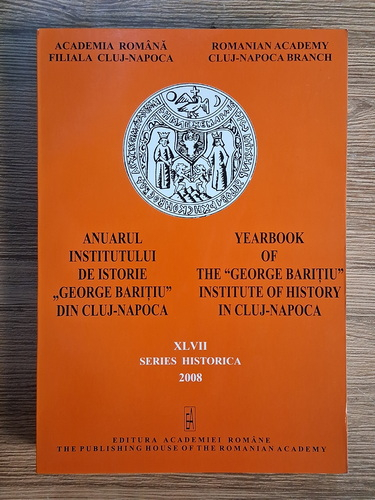 ACADEMIA ROMÂNĂ
FILIALA CLUJ-NAPOCA
ROMANIAN ACADEMY
CLUJ-NAPOCA BRANCH
ANUARUL
INSTITUTULUI
DE ISTORIE
„GEORGE BARIŢIU”
DIN CLUJ-NAPOCA
YEARBOOK
OF
THE “GEORGE BARIŢIU”
INSTITUTE OF HISTORY
IN CLUJ-NAPOCA
XLVII
SERIES HISTORICA
2008
EDITURA ACADEMIEI ROMÂNE
THE PUBLISHING HOUSE OF THE ROMANIAN ACADEMY